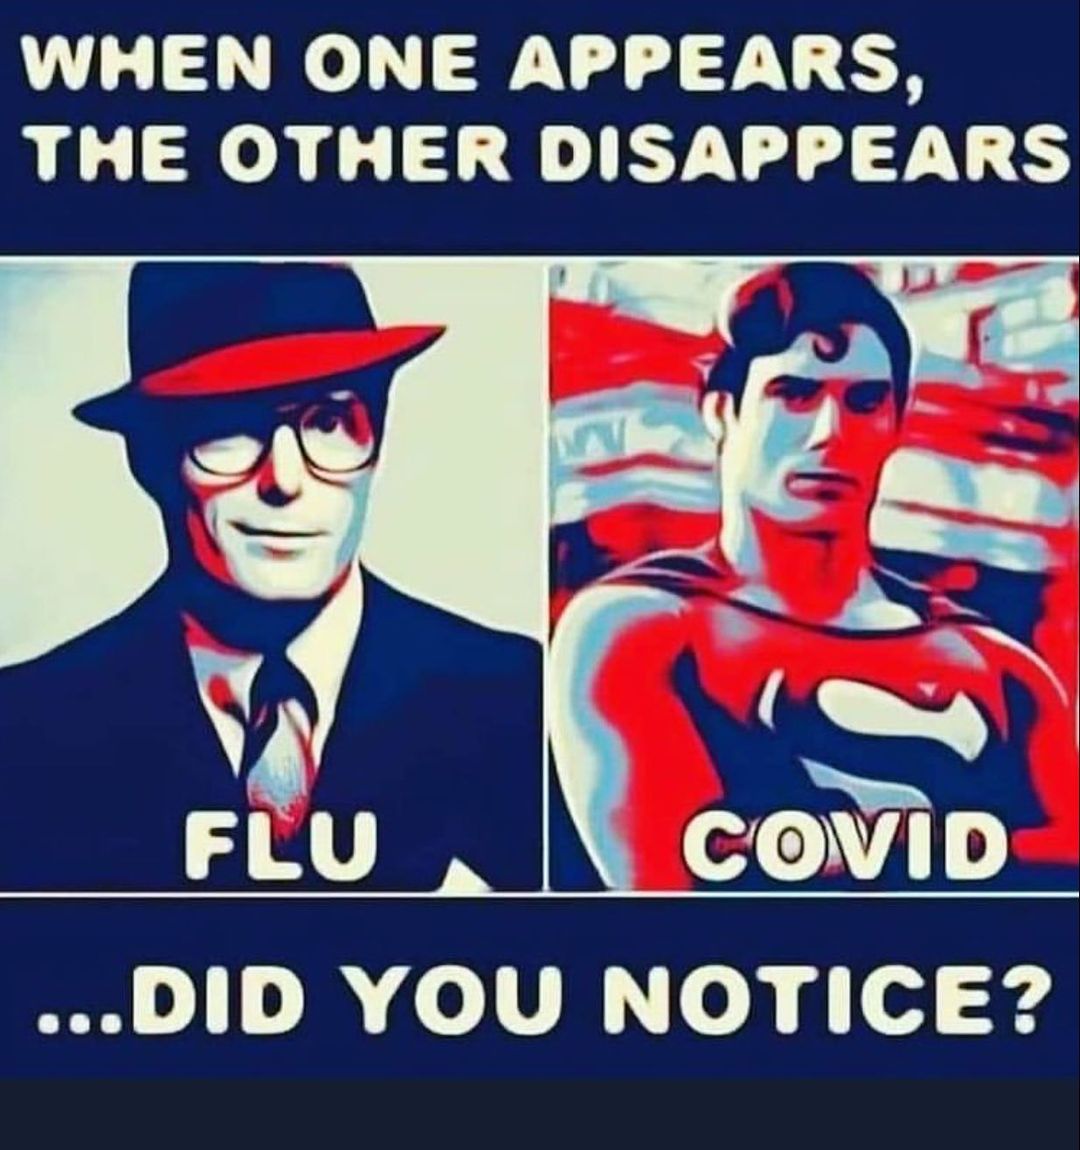 WHEN ONE APPEARS,
THE OTHER DISAPPEARS
FLU
COVID
...DID YOU NOTICE?